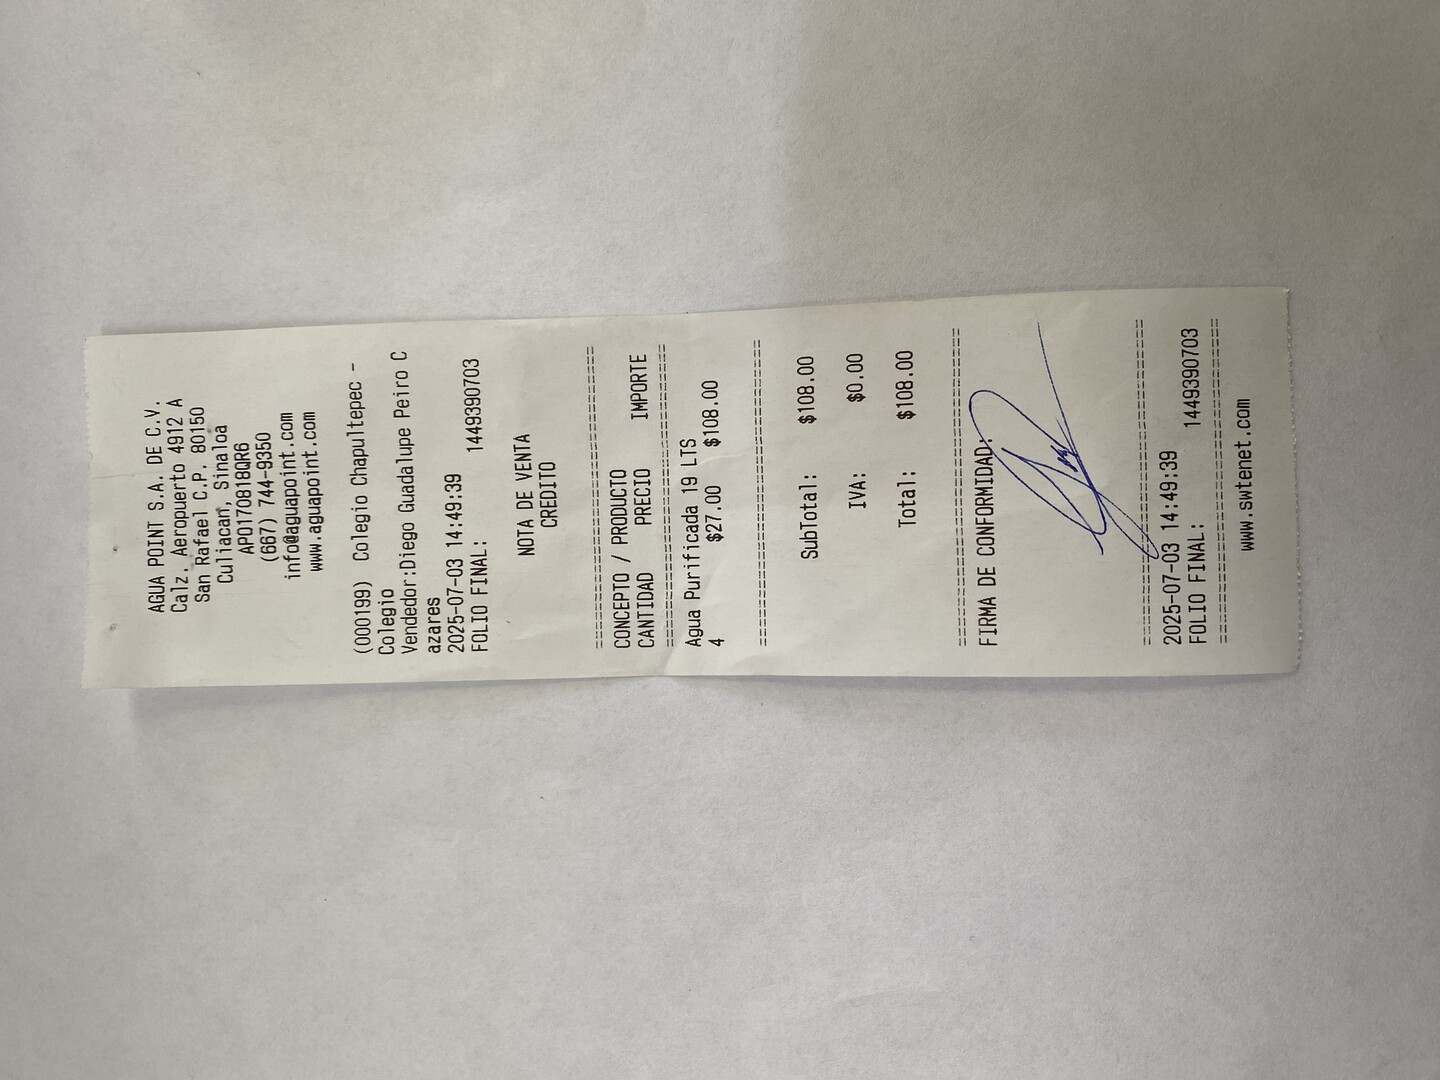 AGUA POINT S.A. DE C.V.
Calz. Aeropuerto 4912 A
San Rafael C.P. 80150
Culiacan, Sinaloa
APO170818QR6
(667) 744-9350
info@aguapoint.com
www.aguapoint.com
(000199) Colegio Chapultepec -
Colegio
Vendedor:Diego Guadalupe Peiro C
azares
2025-07-03 14:49:39
FOLIO FINAL: 1449390703
NOTA DE VENTA
CREDITO
================================
CONCEPTO / PRODUCTO
CANTIDAD PRECIO IMPORTE
================================
Agua Purificada 19 LTS
4 $27.00 $108.00
================================
SubTotal: $108.00
IVA: $0.00
Total: $108.00
================================
FIRMA DE CONFORMIDAD:
================================
2025-07-03 14:49:39
FOLIO FINAL: 1449390703
================================
www.swtenet.com